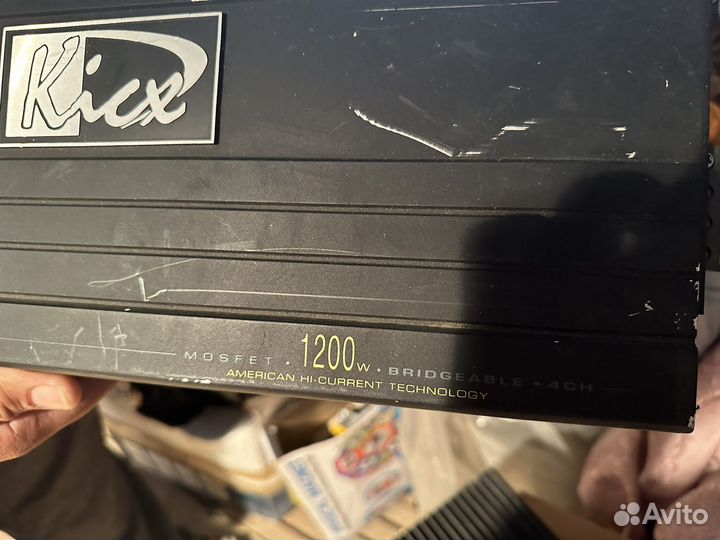 Kicx
MOSFET · 1200w · BRIDGEABLE · 4CH
AMERICAN HI-CURRENT TECHNOLOGY
Avito